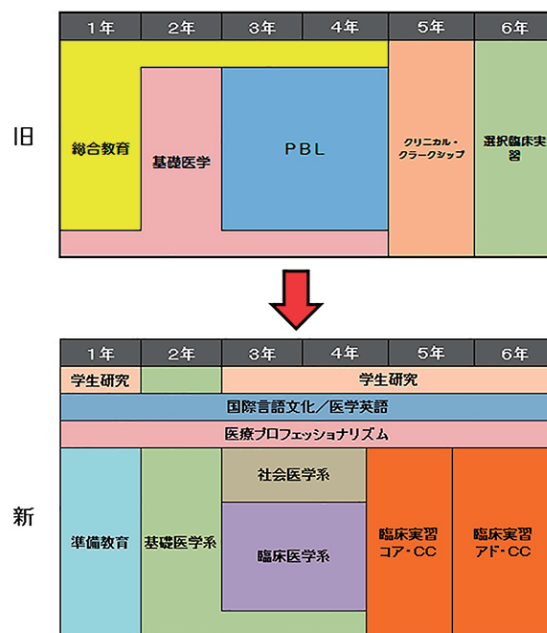 1年 2年 3年 4年 5年 6年
旧
総合教育
基礎医学
PBL
クリニカル・
クラークシップ
選択臨床実
習
1年 2年 3年 4年 5年 6年
学生研究
学生研究
国際言語文化/医学英語
医療プロフェッショナリズム
新
準備教育
基礎医学系
社会医学系
臨床医学系
臨床実習
コア・CC
臨床実習
アド・CC